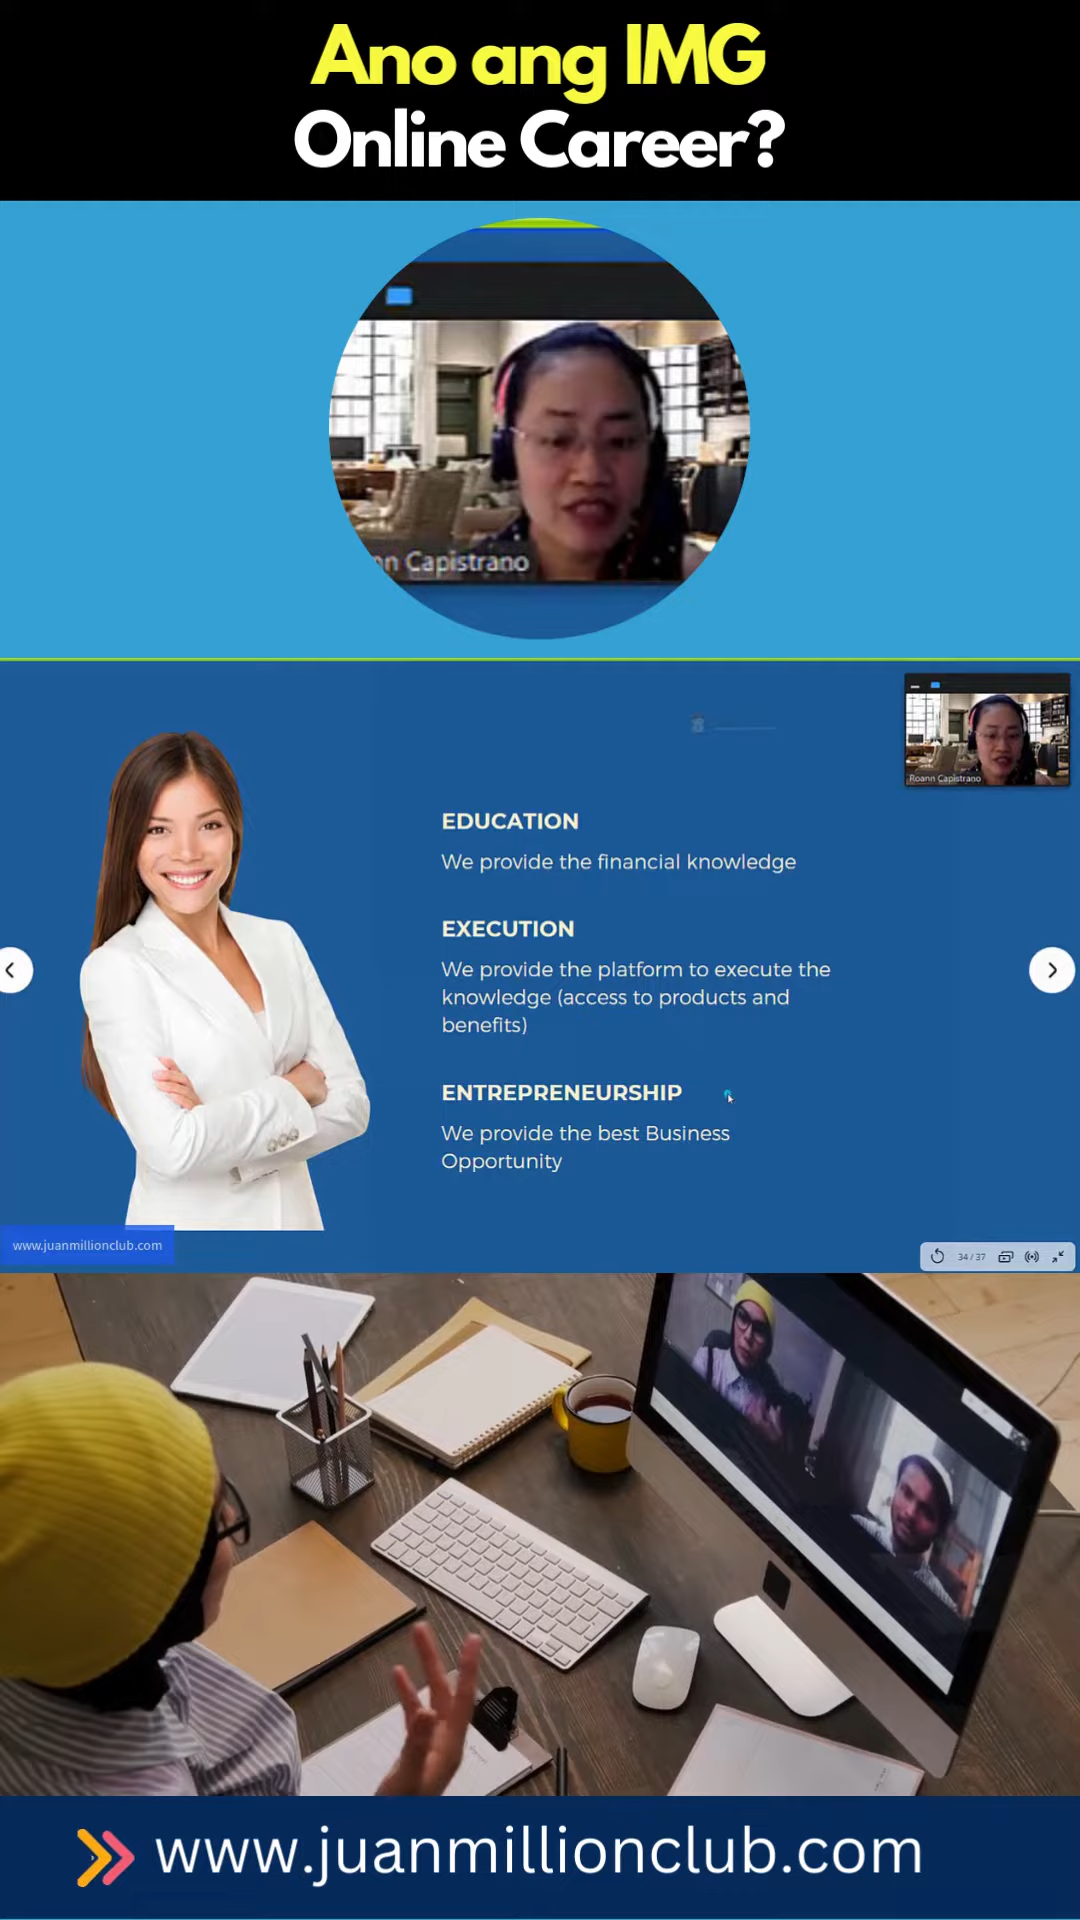 Ano ang IMG
Online Career?
nn Capistrano
Roann Capistrano
EDUCATION
We provide the financial knowledge
EXECUTION
We provide the platform to execute the
knowledge (access to products and
benefits)
ENTREPRENEURSHIP
We provide the best Business
Opportunity
www.juanmillionclub.com
34 / 37
www.juanmillionclub.com